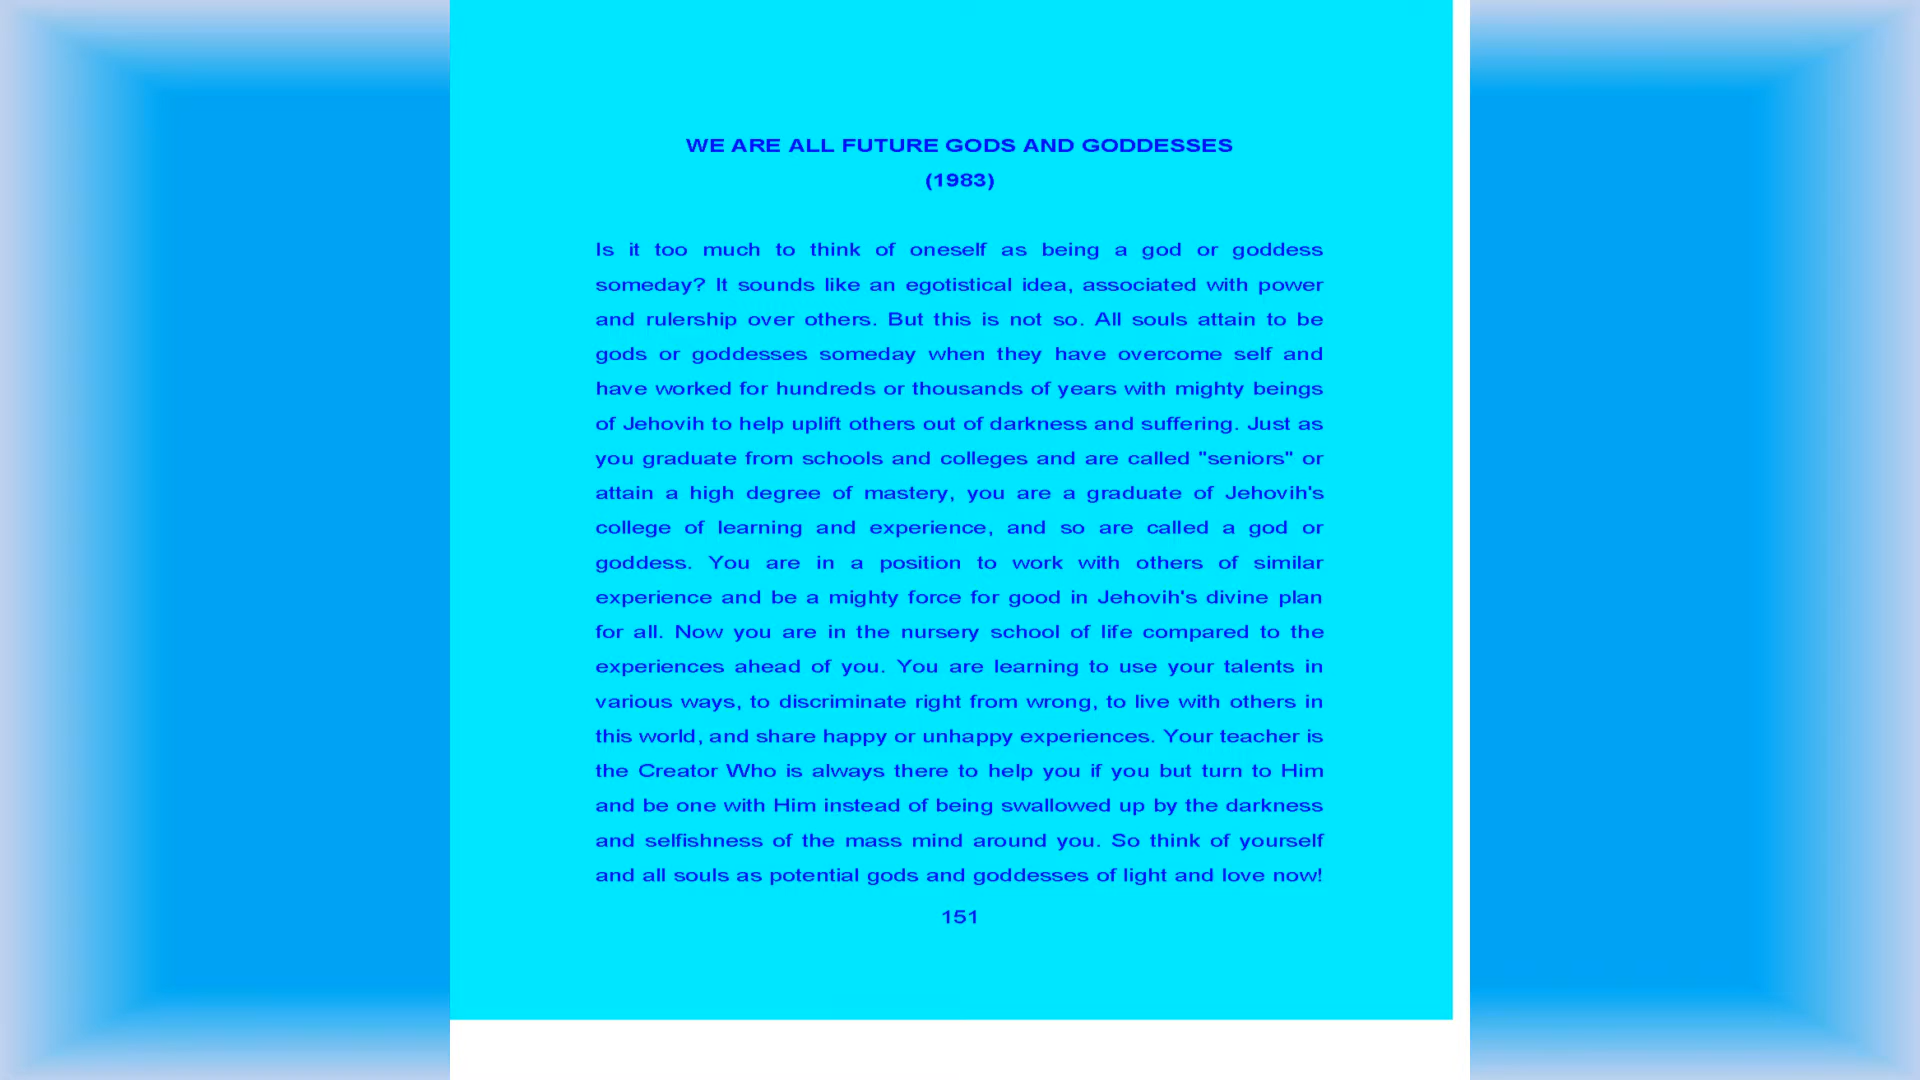 WE ARE ALL FUTURE GODS AND GODDESSES
(1983)
Is it too much to think of oneself as being a god or goddess
someday? It sounds like an egotistical idea, associated with power
and rulership over others. But this is not so. All souls attain to be
gods or goddesses someday when they have overcome self and
have worked for hundreds or thousands of years with mighty beings
of Jehovih to help uplift others out of darkness and suffering. Just as
you graduate from schools and colleges and are called "seniors" or
attain a high degree of mastery, you are a graduate of Jehovih's
college of learning and experience, and so are called a god or
goddess. You are in a position to work with others of similar
experience and be a mighty force for good in Jehovih's divine plan
for all. Now you are in the nursery school of life compared to the
experiences ahead of you. You are learning to use your talents in
various ways, to discriminate right from wrong, to live with others in
this world, and share happy or unhappy experiences. Your teacher is
the Creator Who is always there to help you if you but turn to Him
and be one with Him instead of being swallowed up by the darkness
and selfishness of the mass mind around you. So think of yourself
and all souls as potential gods and goddesses of light and love now!
151